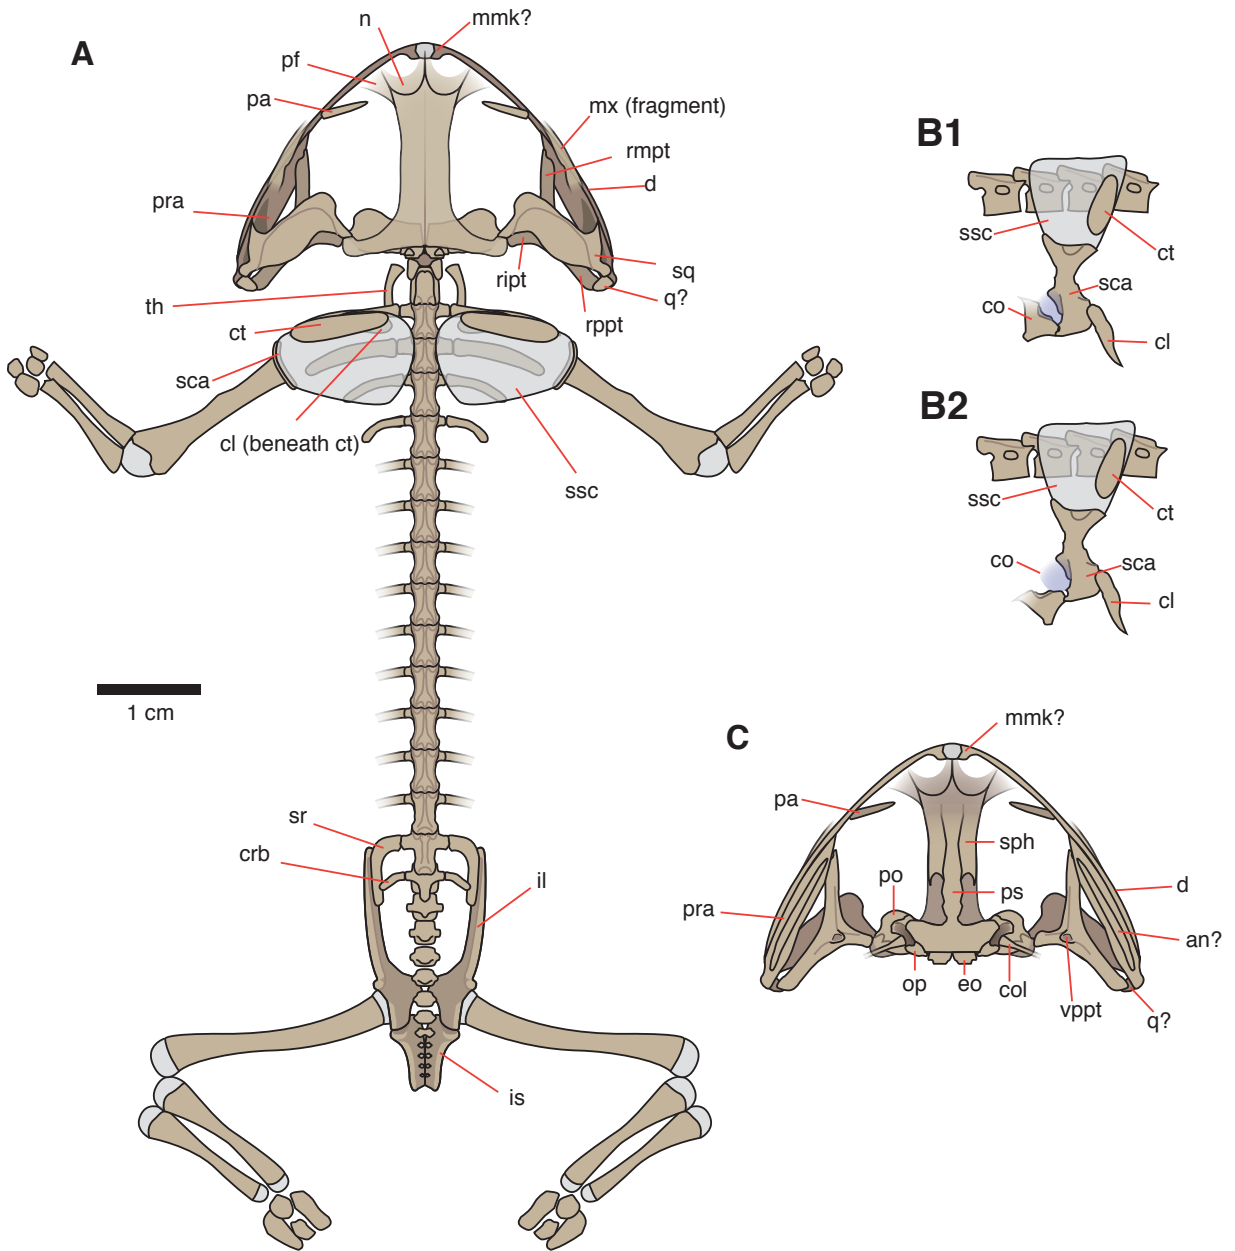 A
n
mmk?
pf
pa
mx (fragment)
rmpt
d
pra
sq
ript
q?
th
rppt
ct
sca
cl (beneath ct)
ssc
1 cm
sr
crb
il
is
B1
ssc
ct
sca
co
cl
B2
ssc
ct
co
sca
cl
C
mmk?
pa
sph
po
ps
d
pra
an?
op
eo
col
vppt
q?